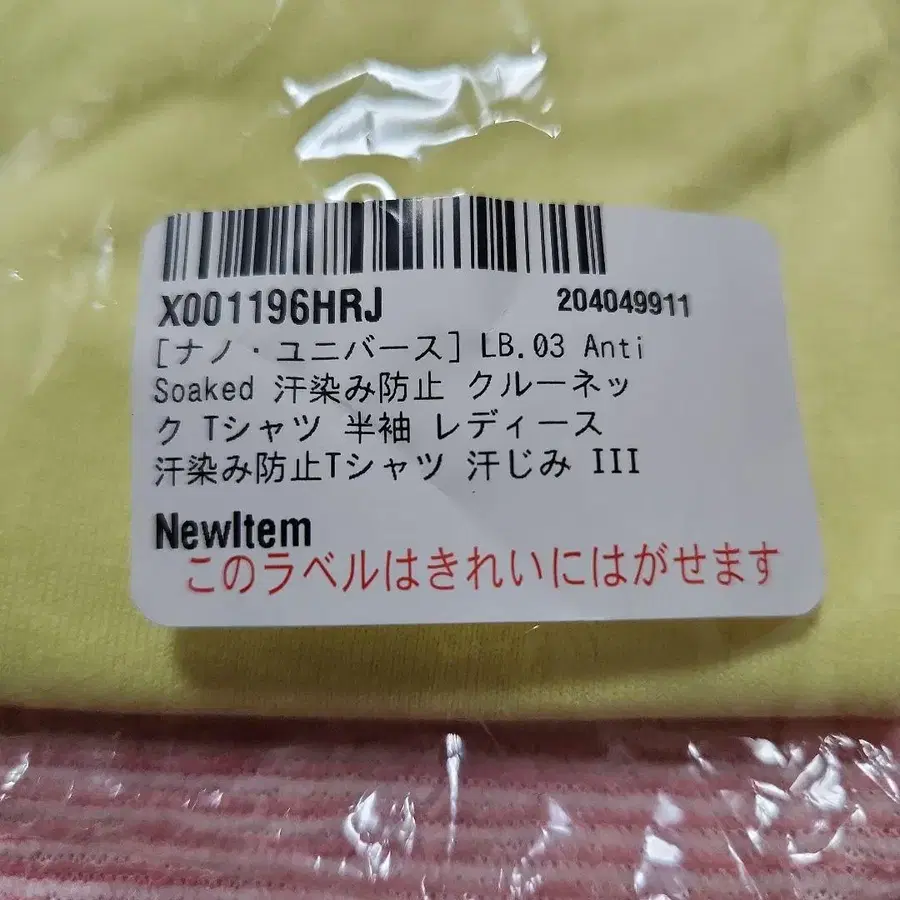 X001196HRJ 204049911
[ナノ・ユニバース] LB.03 Anti
Soaked 汗染み防止 クルーネッ
ク Tシャツ 半袖 レディース
汗染み防止Tシャツ 汗じみ III
NewItem
このラベルはきれいにはがせます